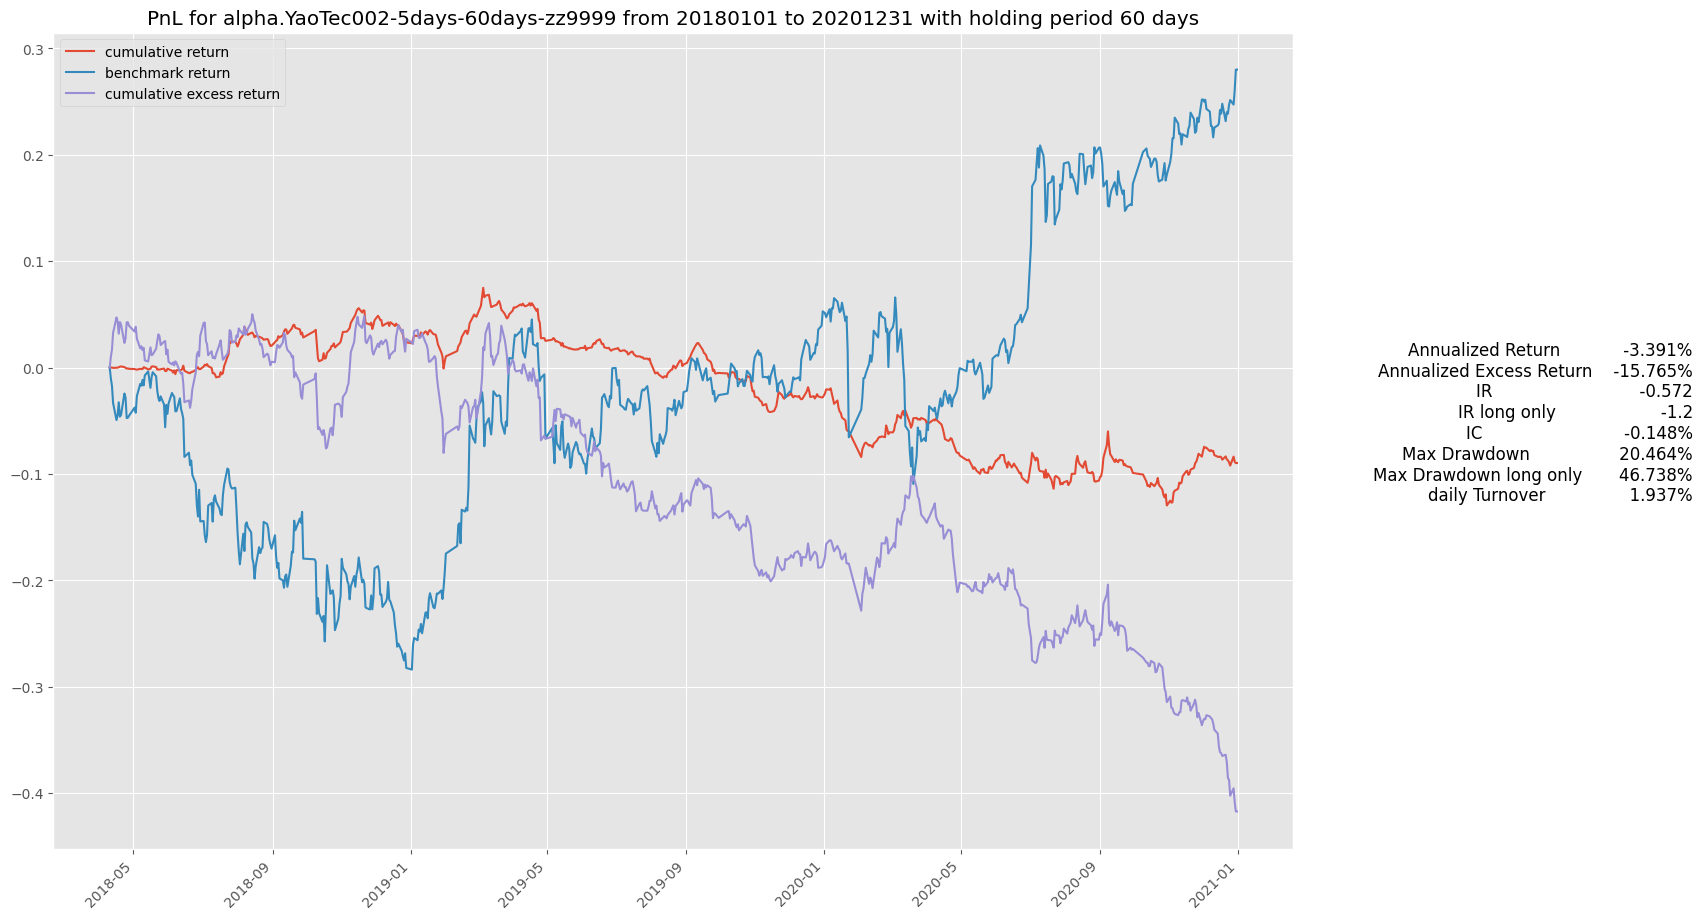 PnL for alpha.YaoTec002-5days-60days-zz9999 from 20180101 to 20201231 with holding period 60 days
cumulative return
benchmark return
cumulative excess return
0.3
0.2
0.1
0.0
−0.1
−0.2
−0.3
−0.4
2018-05
2018-09
2019-01
2019-05
2019-09
2020-01
2020-05
2020-09
2021-01
Annualized Return -3.391%
Annualized Excess Return -15.765%
IR -0.572
IR long only -1.2
IC -0.148%
Max Drawdown 20.464%
Max Drawdown long only 46.738%
daily Turnover 1.937%